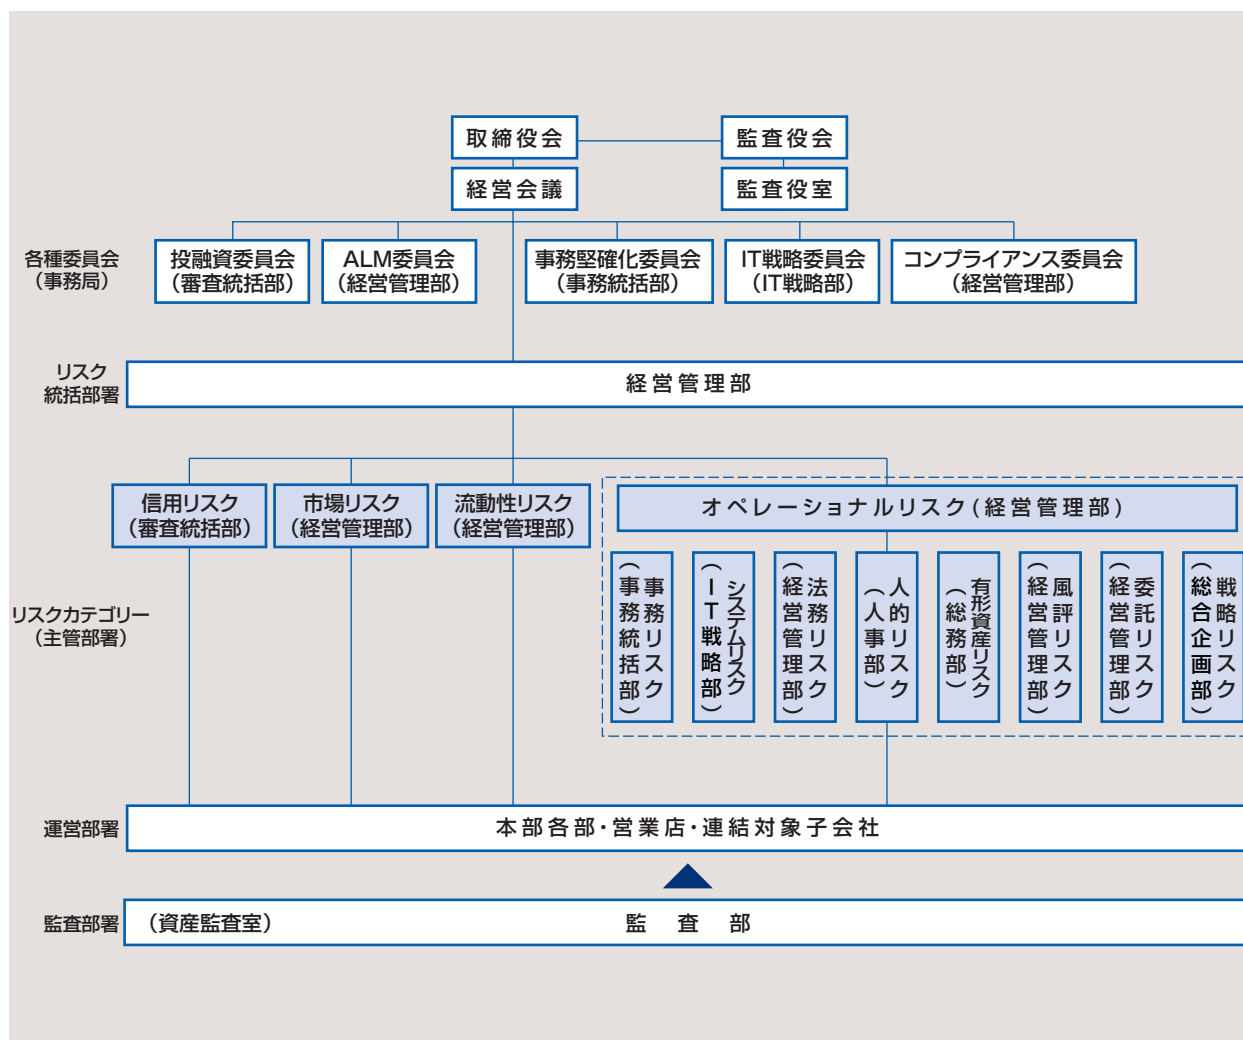 取締役会
監査役会
経営会議
監査役室
各種委員会
（事務局）
投融資委員会
（審査統括部）
ALM委員会
（経営管理部）
事務堅確化委員会
（事務統括部）
IT戦略委員会
（IT戦略部）
コンプライアンス委員会
（経営管理部）
リスク
統括部署
経営管理部
信用リスク
（審査統括部）
市場リスク
（経営管理部）
流動性リスク
（経営管理部）
オペレーショナルリスク（経営管理部）
リスクカテゴリー
（主管部署）
事務リスク
（事務統括部）
システムリスク
（IT戦略部）
法務リスク
（経営管理部）
人的リスク
（人事部）
有形資産リスク
（総務部）
風評リスク
（経営管理部）
委託リスク
（経営管理部）
戦略リスク
（総合企画部）
運営部署
本部各部・営業店・連結対象子会社
監査部署
（資産監査室）
監査部